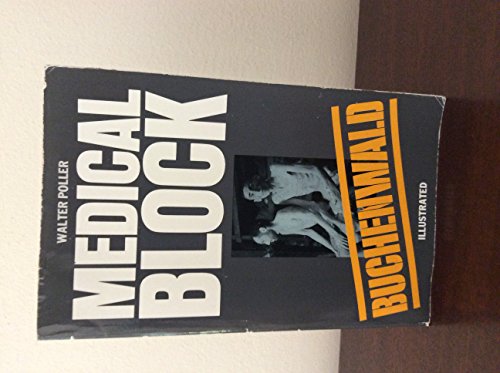 WALTER POLLER
MEDICAL
BLOCK
BUCHENWALD
ILLUSTRATED